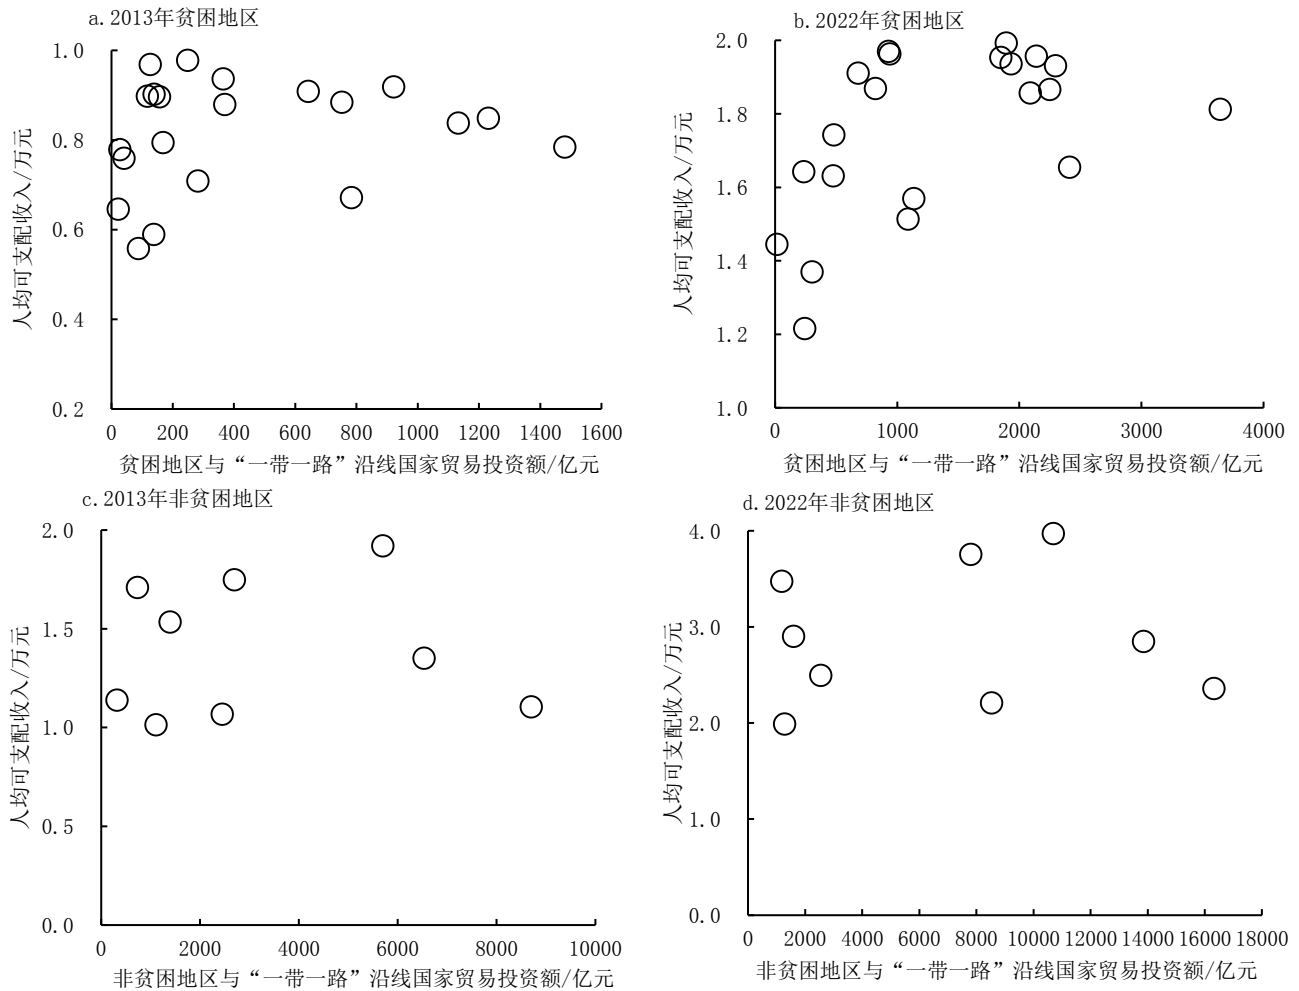 a.2013年贫困地区
人均可支配收入/万元
1.0
0.8
0.6
0.4
0.2
0 200 400 600 800 1000 1200 1400 1600
贫困地区与“一带一路”沿线国家贸易投资额/亿元
b.2022年贫困地区
人均可支配收入/万元
2.0
1.8
1.6
1.4
1.2
1.0
0 1000 2000 3000 4000
贫困地区与“一带一路”沿线国家贸易投资额/亿元
c.2013年非贫困地区
人均可支配收入/万元
2.0
1.5
1.0
0.5
0.0
0 2000 4000 6000 8000 10000
非贫困地区与“一带一路”沿线国家贸易投资额/亿元
d.2022年非贫困地区
人均可支配收入/万元
4.0
3.0
2.0
1.0
0.0
0 2000 4000 6000 8000 10000 12000 14000 16000 18000
非贫困地区与“一带一路”沿线国家贸易投资额/亿元